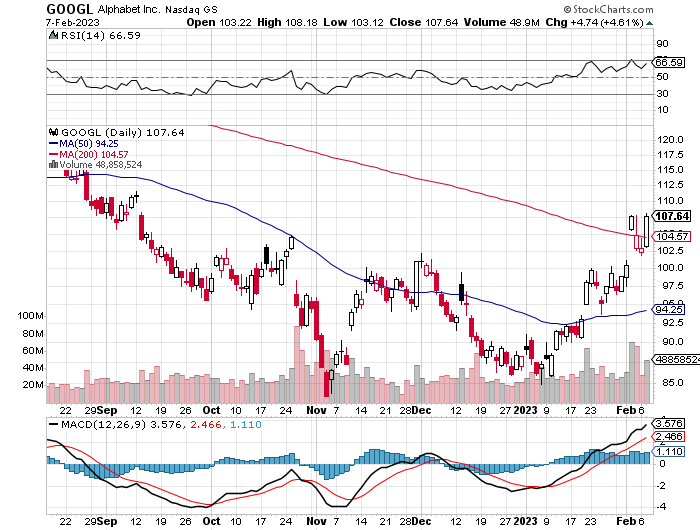 GOOGL Alphabet Inc. Nasdaq GS © StockCharts.com
7-Feb-2023 Open 103.22 High 108.18 Low 103.12 Close 107.64 Volume 48.9M Chg +4.74 (+4.61%)
RSI(14) 66.59
90
70
66.59
50
30
10
GOOGL (Daily) 107.64
MA(50) 94.25
MA(200) 104.57
Volume 48,858,524
120.0
117.5
115.0
112.5
110.0
107.64
104.57
102.5
100.0
97.5
94.25
92.5
90.0
4885852
85.0
100M
80M
60M
40M
20M
22 29 Sep 12 19 26 Oct 10 17 24 Nov 7 14 21 28 Dec 12 19 27 2023 9 17 23 Feb 6
MACD(12,26,9) 3.576, 2.466, 1.110
3.576
2.466
1.110
0
-2
-4
22 29 Sep 12 19 26 Oct 10 17 24 Nov 7 14 21 28 Dec 12 19 27 2023 9 17 23 Feb 6